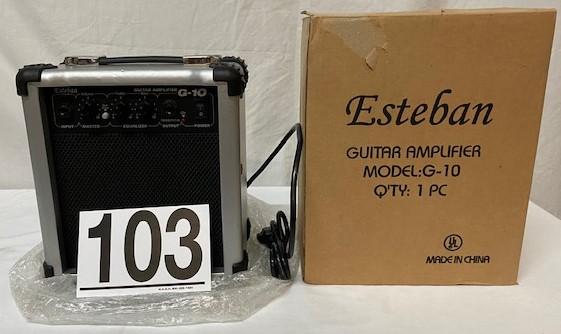 Esteban
GUITAR AMPLIFIER
G-10
INPUT
MASTER
EQUALIZER
OUTPUT
POWER
103
Esteban
GUITAR AMPLIFIER
MODEL:G-10
Q'TY: 1 PC
UL
MADE IN CHINA